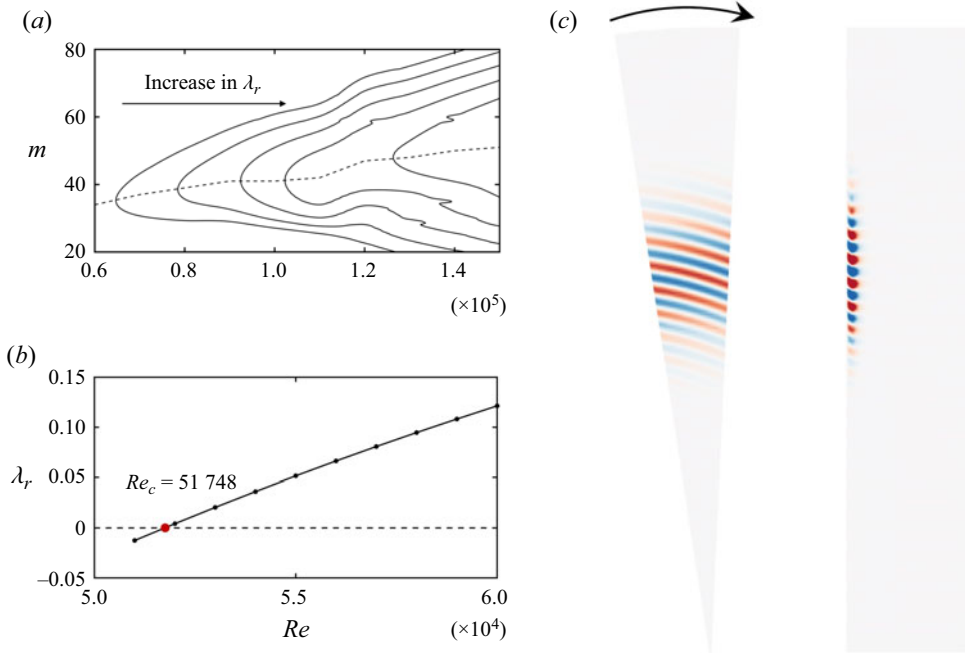 (a)
80
60
m
40
20
Increase in λr
0.6 0.8 1.0 1.2 1.4
(×10⁵)
(b)
0.15
0.10
λr 0.05
0
–0.05
Rec = 51 748
5.0 5.5 6.0
Re (×10⁴)
(c)